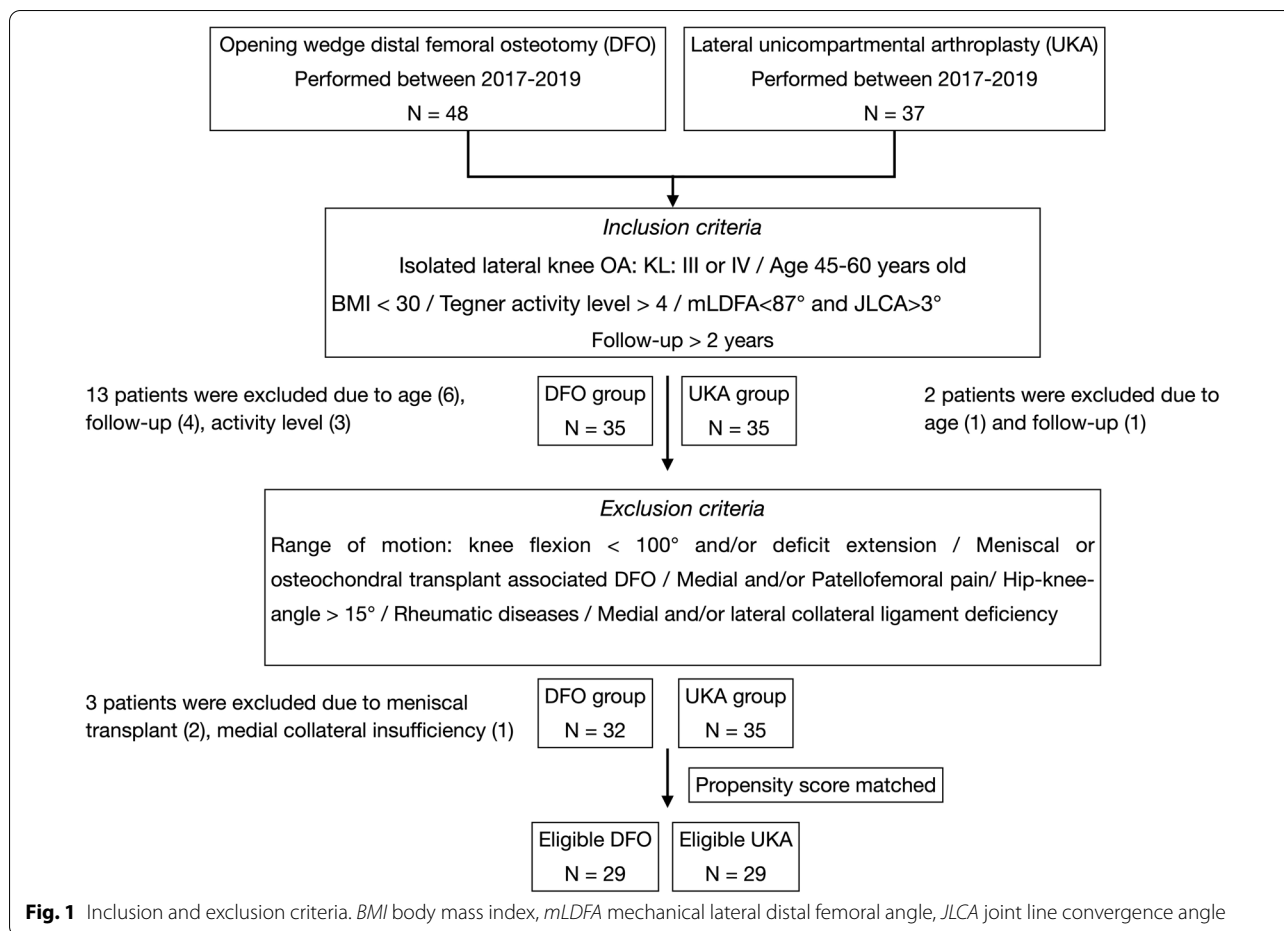 Opening wedge distal femoral osteotomy (DFO)
Performed between 2017-2019
N = 48
Lateral unicompartmental arthroplasty (UKA)
Performed between 2017-2019
N = 37
Inclusion criteria
Isolated lateral knee OA: KL: III or IV / Age 45-60 years old
BMI < 30 / Tegner activity level > 4 / mLDFA<87° and JLCA>3°
Follow-up > 2 years
13 patients were excluded due to age (6),
follow-up (4), activity level (3)
DFO group
N = 35
UKA group
N = 35
2 patients were excluded due to
age (1) and follow-up (1)
Exclusion criteria
Range of motion: knee flexion < 100° and/or deficit extension / Meniscal or
osteochondral transplant associated DFO / Medial and/or Patellofemoral pain/ Hip-knee-
angle > 15° / Rheumatic diseases / Medial and/or lateral collateral ligament deficiency
3 patients were excluded due to meniscal
transplant (2), medial collateral insufficiency (1)
DFO group
N = 32
UKA group
N = 35
Propensity score matched
Eligible DFO
N = 29
Eligible UKA
N = 29
Fig. 1 Inclusion and exclusion criteria. BMI body mass index, mLDFA mechanical lateral distal femoral angle, JLCA joint line convergence angle